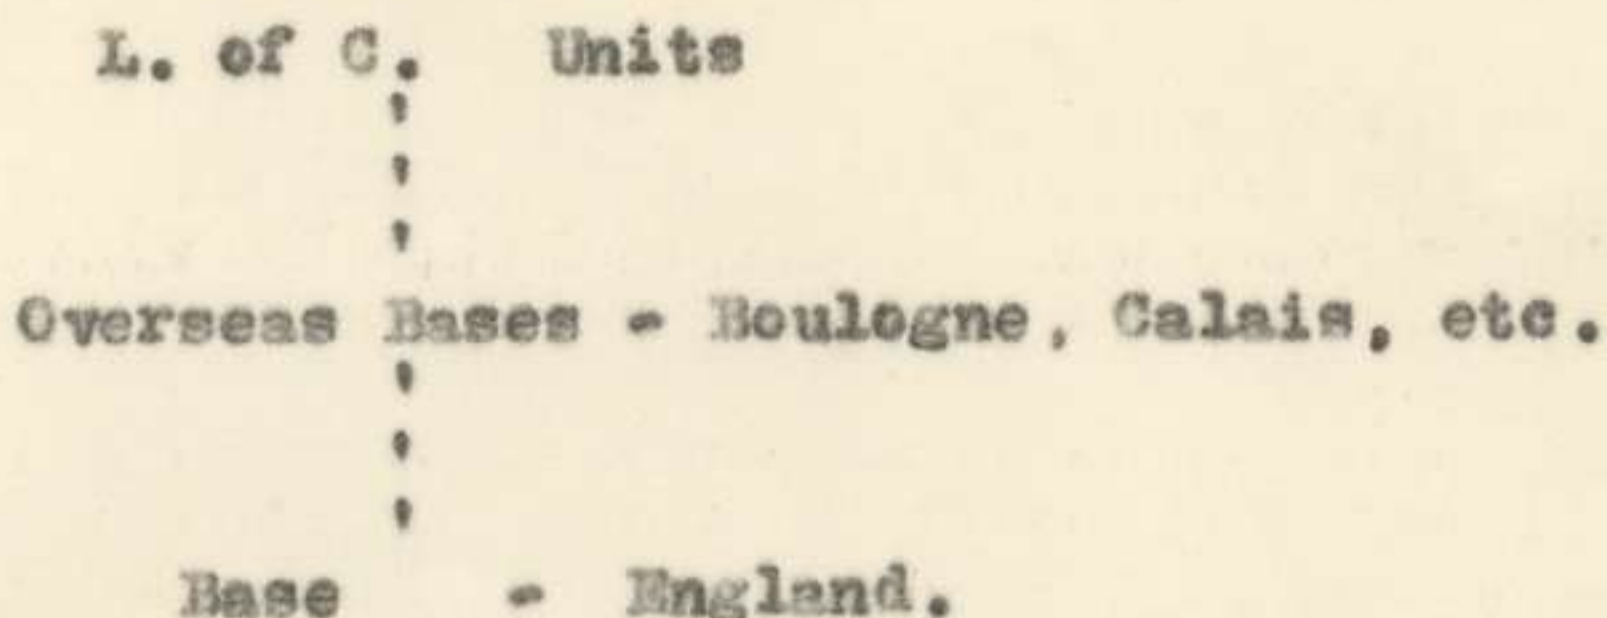 L. of C. Units
'
'
'
Overseas Bases - Boulogne, Calais, etc.
'
'
'
Base - England.